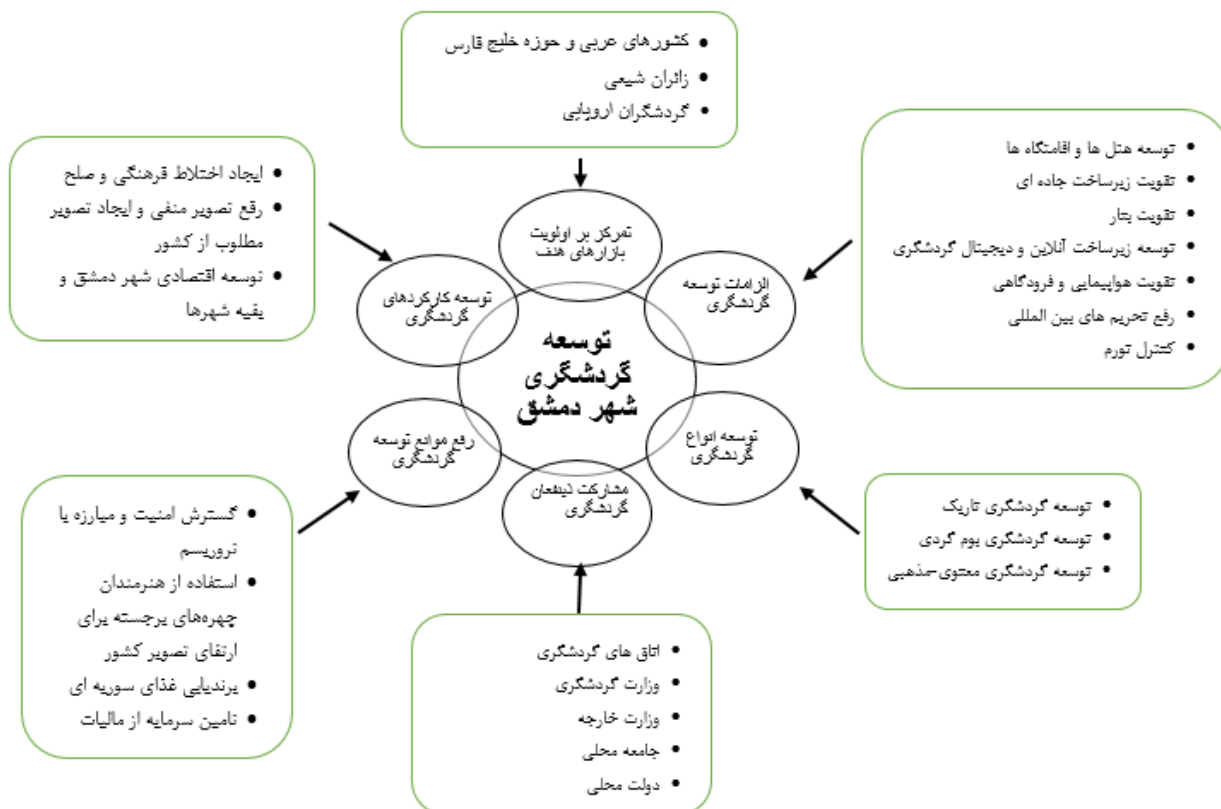 کشورهای عربی و حوزه خلیج فارس
زائران شیعی
گردشگران اروپایی
توسعه هتل ها و اقامتگاه ها
تقویت زیرساخت جاده ای
تقویت بنار
توسعه زیرساخت آنلاین و دیجیتال گردشگری
تقویت هواپیمایی و فرودگاهی
رفع تحریم های بین المللی
کنترل تورم
ایجاد اختلاط فرهنگی و صلح
رفع تصویر منفی و ایجاد تصویر
مطلوب از کشور
توسعه اقتصادی شهر دمشق و
بقیه شهرها
تمرکز بر اولویت
بازارهای هدف
الزامات توسعه
گردشگری
توسعه کارکردهای
گردشگری
توسعه
گردشگری
شهر دمشق
رفع موانع توسعه
گردشگری
توسعه انواع
گردشگری
مشارکت ذینفعان
گردشگری
گسترش امنیت و مبارزه با
تروریسم
استفاده از هنرمندان
چهره‌های برجسته برای
ارتقای تصویر کشور
برندیابی غذای سوریه ای
تامین سرمایه از مالیات
توسعه گردشگری تاریک
توسعه گردشگری بوم گردی
توسعه گردشگری معنوی-مذهبی
اتاق های گردشگری
وزارت گردشگری
وزارت خارجه
جامعه محلی
دولت محلی